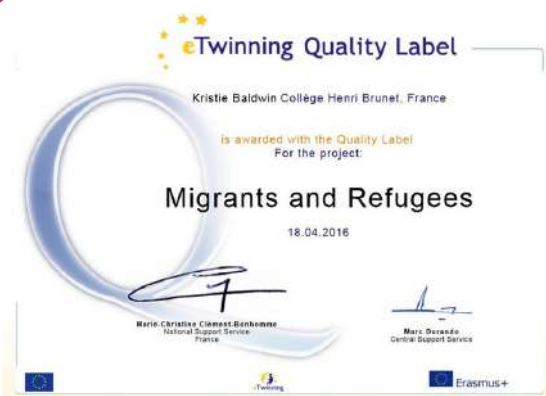 eTwinning Quality Label
Kristie Baldwin Collège Henri Brunet, France
is awarded with the Quality Label
For the project:
Migrants and Refugees
18.04.2016
Marie-Christine Clément-Bonhomme
National Support Service
France
Marc Durando
Central Support Service
eTwinning
Erasmus+